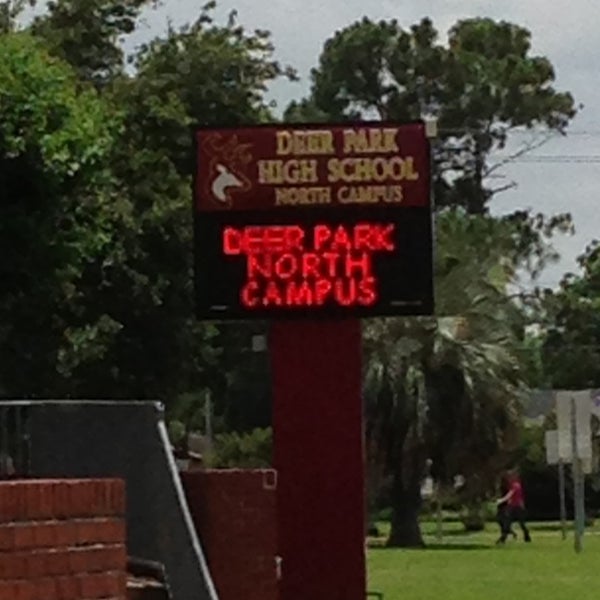 DEER PARK
HIGH SCHOOL
NORTH CAMPUS
DEER PARK
NORTH
CAMPUS